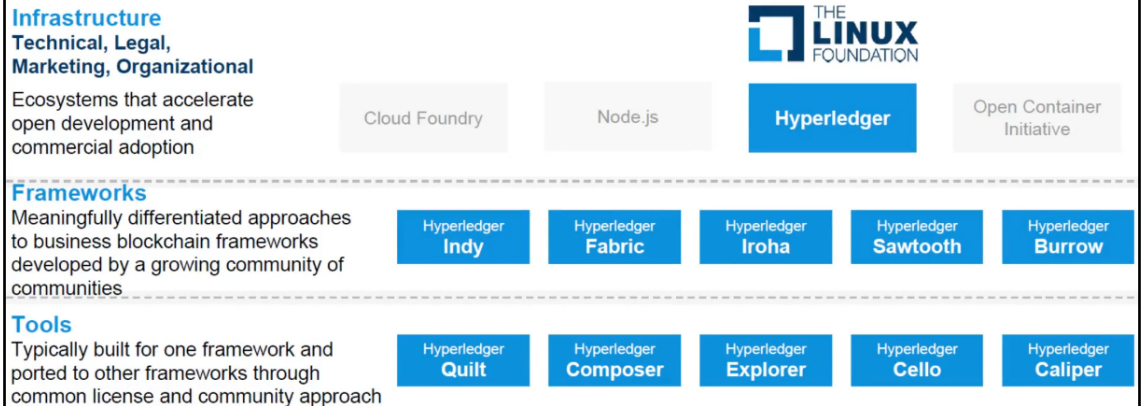 Infrastructure
Technical, Legal,
Marketing, Organizational
Ecosystems that accelerate
open development and
commercial adoption
THE
LINUX
FOUNDATION
Cloud Foundry
Node.js
Hyperledger
Open Container
Initiative
Frameworks
Meaningfully differentiated approaches
to business blockchain frameworks
developed by a growing community of
communities
Hyperledger
Indy
Hyperledger
Fabric
Hyperledger
Iroha
Hyperledger
Sawtooth
Hyperledger
Burrow
Tools
Typically built for one framework and
ported to other frameworks through
common license and community approach
Hyperledger
Quilt
Hyperledger
Composer
Hyperledger
Explorer
Hyperledger
Cello
Hyperledger
Caliper